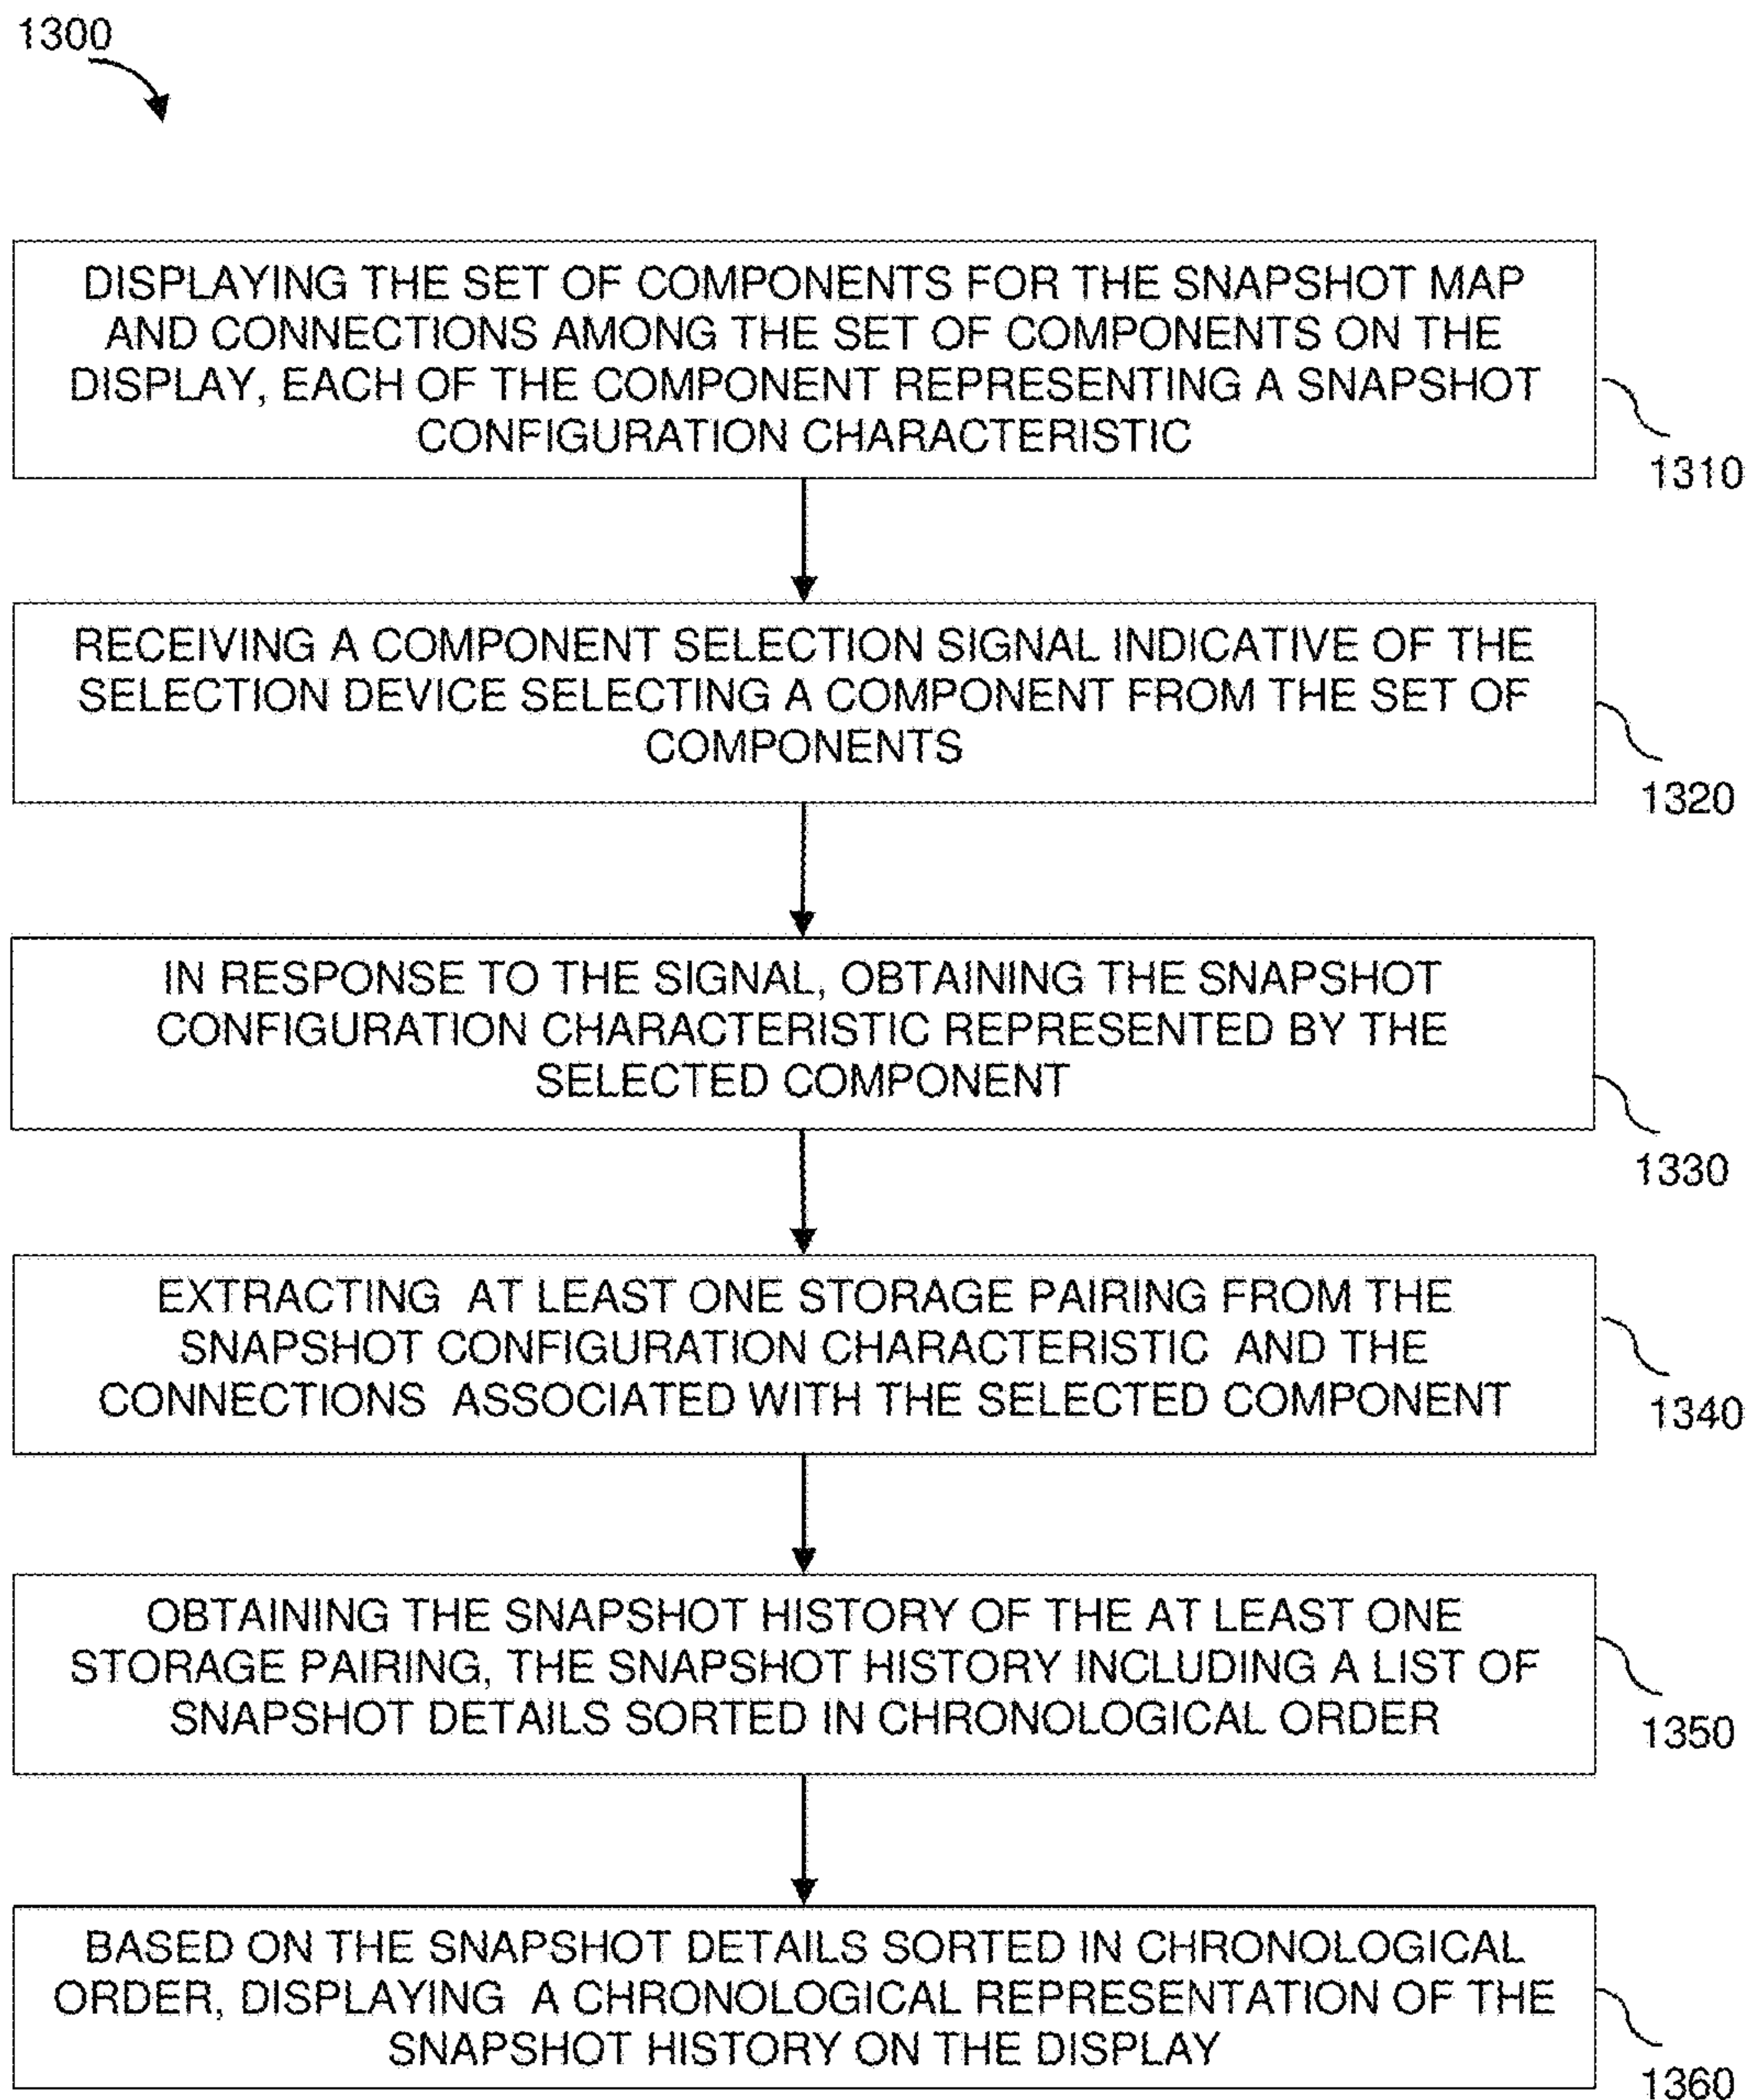 1300
DISPLAYING THE SET OF COMPONENTS FOR THE SNAPSHOT MAP
AND CONNECTIONS AMONG THE SET OF COMPONENTS ON THE
DISPLAY, EACH OF THE COMPONENT REPRESENTING A SNAPSHOT
CONFIGURATION CHARACTERISTIC
1310
RECEIVING A COMPONENT SELECTION SIGNAL INDICATIVE OF THE
SELECTION DEVICE SELECTING A COMPONENT FROM THE SET OF
COMPONENTS
1320
IN RESPONSE TO THE SIGNAL, OBTAINING THE SNAPSHOT
CONFIGURATION CHARACTERISTIC REPRESENTED BY THE
SELECTED COMPONENT
1330
EXTRACTING AT LEAST ONE STORAGE PAIRING FROM THE
SNAPSHOT CONFIGURATION CHARACTERISTIC AND THE
CONNECTIONS ASSOCIATED WITH THE SELECTED COMPONENT
1340
OBTAINING THE SNAPSHOT HISTORY OF THE AT LEAST ONE
STORAGE PAIRING, THE SNAPSHOT HISTORY INCLUDING A LIST OF
SNAPSHOT DETAILS SORTED IN CHRONOLOGICAL ORDER
1350
BASED ON THE SNAPSHOT DETAILS SORTED IN CHRONOLOGICAL
ORDER, DISPLAYING A CHRONOLOGICAL REPRESENTATION OF THE
SNAPSHOT HISTORY ON THE DISPLAY
1360